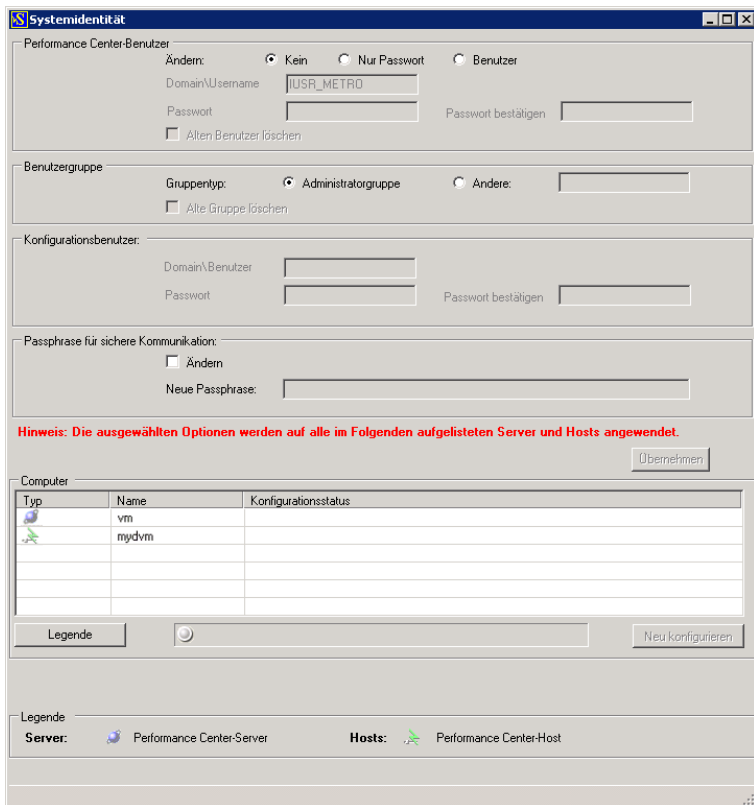 Systemidentität
Performance Center-Benutzer
Ändern: Kein Nur Passwort Benutzer
Domain\Username IUSR_METRO
Passwort Passwort bestätigen
Alten Benutzer löschen
Benutzergruppe
Gruppentyp: Administratorgruppe Andere:
Alte Gruppe löschen
Konfigurationsbenutzer:
Domain\Benutzer
Passwort Passwort bestätigen
Passphrase für sichere Kommunikation:
Ändern
Neue Passphrase:
Hinweis: Die ausgewählten Optionen werden auf alle im Folgenden aufgelisteten Server und Hosts angewendet.
Übernehmen
Computer
Typ Name Konfigurationsstatus
vm
mydvm
Legende Neu konfigurieren
Legende
Server: Performance Center-Server Hosts: Performance Center-Host